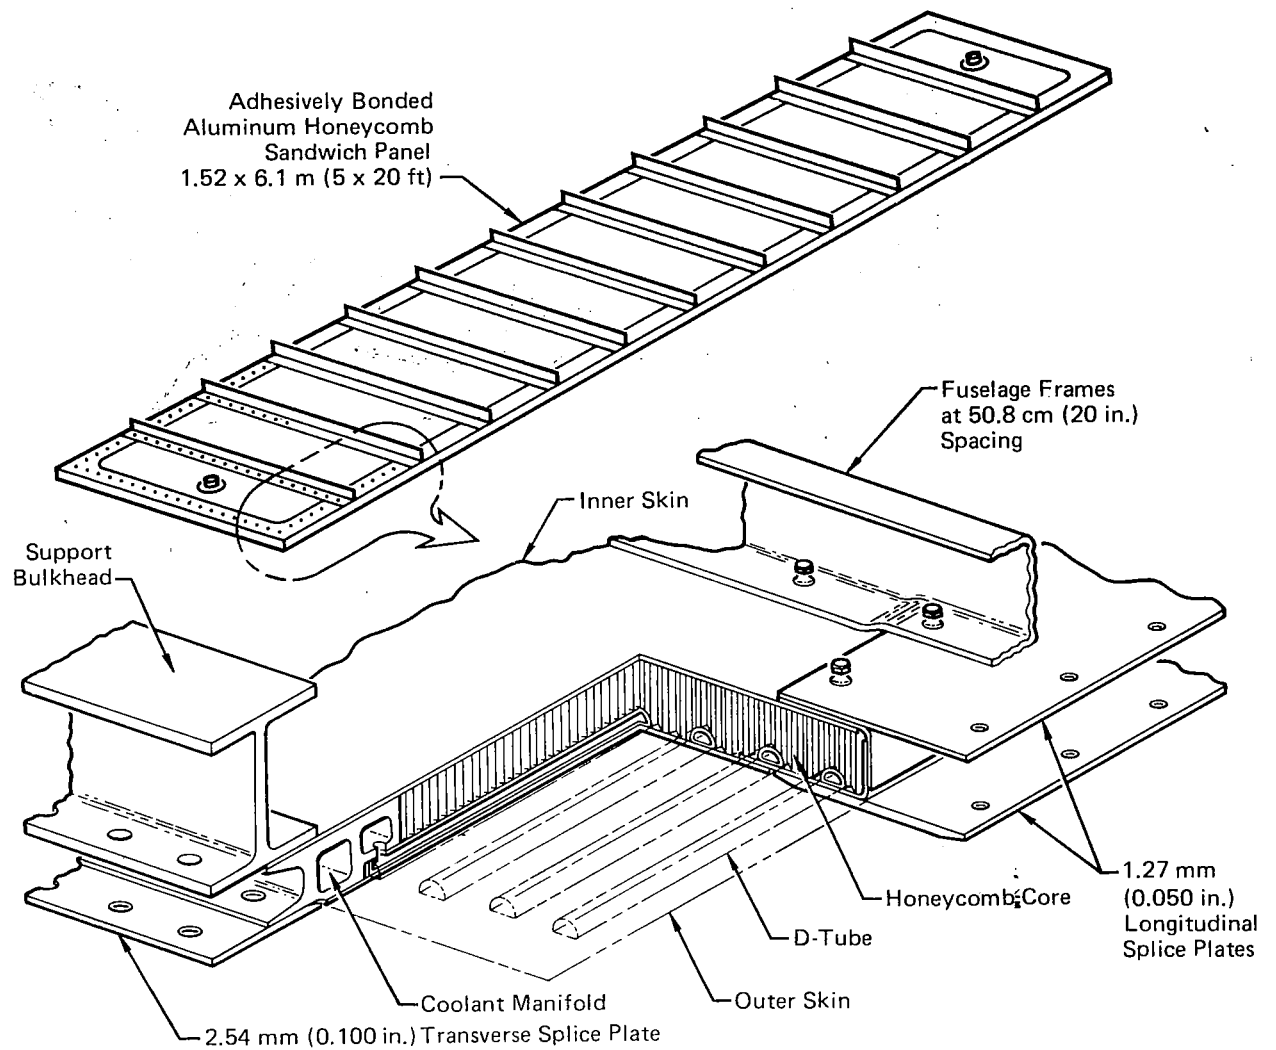 Adhesively Bonded
Aluminum Honeycomb
Sandwich Panel
1.52 x 6.1 m (5 x 20 ft)
Fuselage Frames
at 50.8 cm (20 in.)
Spacing
Inner Skin
Support
Bulkhead
1.27 mm
(0.050 in.)
Longitudinal
Splice Plates
Honeycomb Core
D-Tube
Outer Skin
Coolant Manifold
2.54 mm (0.100 in.) Transverse Splice Plate